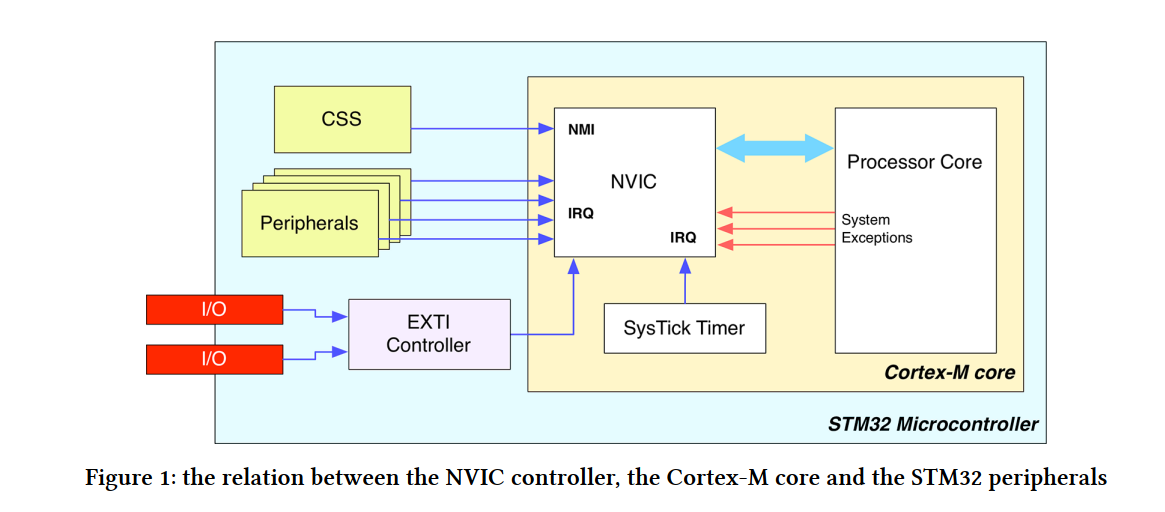 CSS
NMI
NVIC
Processor Core
Peripherals
IRQ
IRQ
System
Exceptions
I/O
I/O
EXTI
Controller
SysTick Timer
Cortex-M core
STM32 Microcontroller
Figure 1: the relation between the NVIC controller, the Cortex-M core and the STM32 peripherals